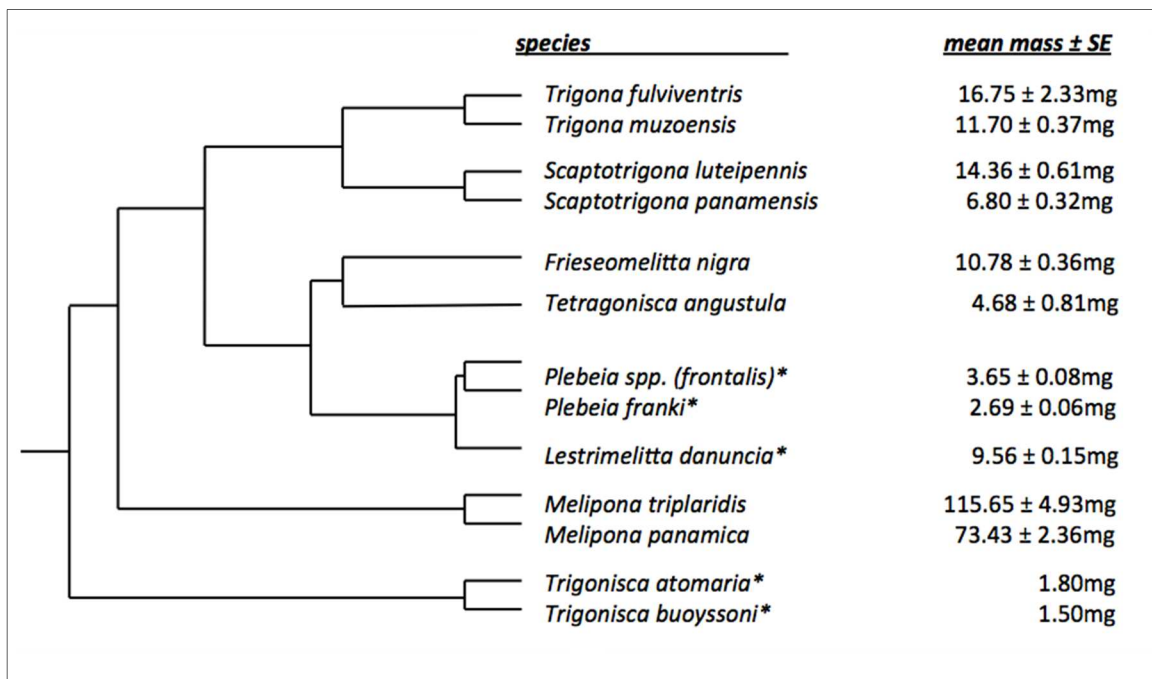 species mean mass ± SE
Trigona fulviventris 16.75 ± 2.33mg
Trigona muzoensis 11.70 ± 0.37mg
Scaptotrigona luteipennis 14.36 ± 0.61mg
Scaptotrigona panamensis 6.80 ± 0.32mg
Frieseomelitta nigra 10.78 ± 0.36mg
Tetragonisca angustula 4.68 ± 0.81mg
Plebeia spp. (frontalis)* 3.65 ± 0.08mg
Plebeia franki* 2.69 ± 0.06mg
Lestrimelitta danuncia* 9.56 ± 0.15mg
Melipona triplaridis 115.65 ± 4.93mg
Melipona panamica 73.43 ± 2.36mg
Trigonisca atomaria* 1.80mg
Trigonisca buoyssoni* 1.50mg